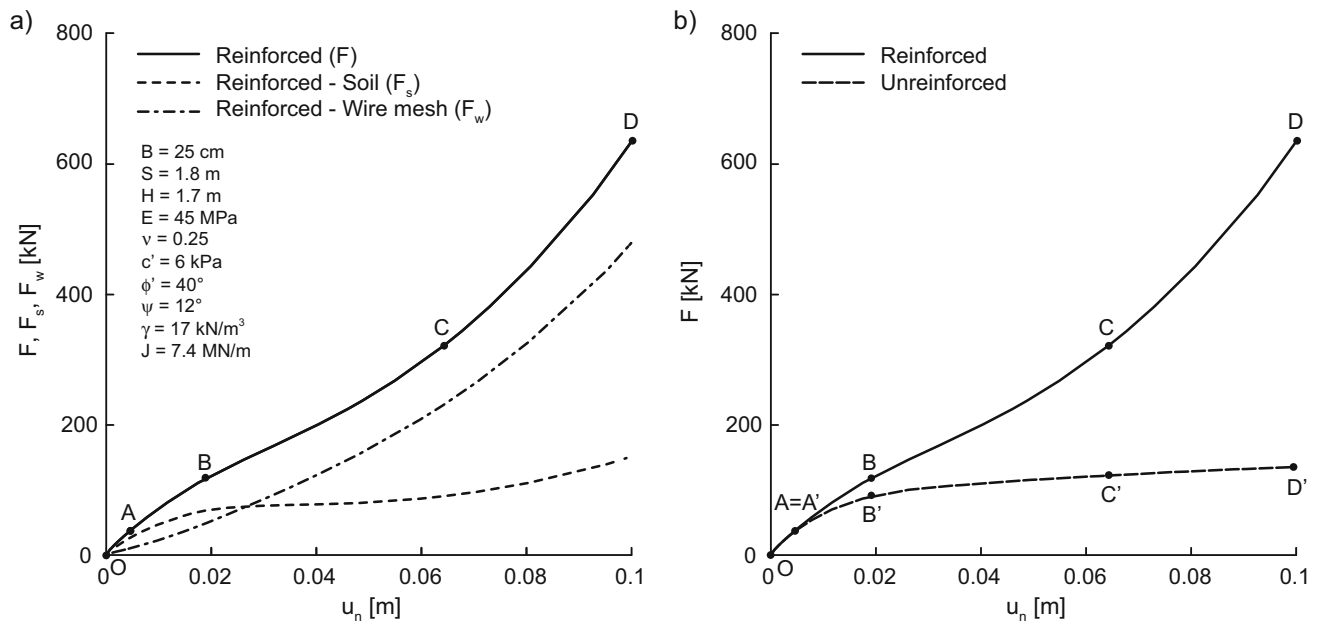 a)
800
600
400
200
0
F, Fₛ, F_w [kN]
Reinforced (F)
Reinforced - Soil (Fₛ)
Reinforced - Wire mesh (F_w)
B = 25 cm
S = 1.8 m
H = 1.7 m
E = 45 MPa
ν = 0.25
c’ = 6 kPa
ϕ’ = 40°
ψ = 12°
γ = 17 kN/m³
J = 7.4 MN/m
O
A
B
C
D
0 0.02 0.04 0.06 0.08 0.1
uₙ [m]
b)
800
600
400
200
0
F [kN]
Reinforced
Unreinforced
O
A=A’
B
B’
C
C’
D
D’
0 0.02 0.04 0.06 0.08 0.1
uₙ [m]